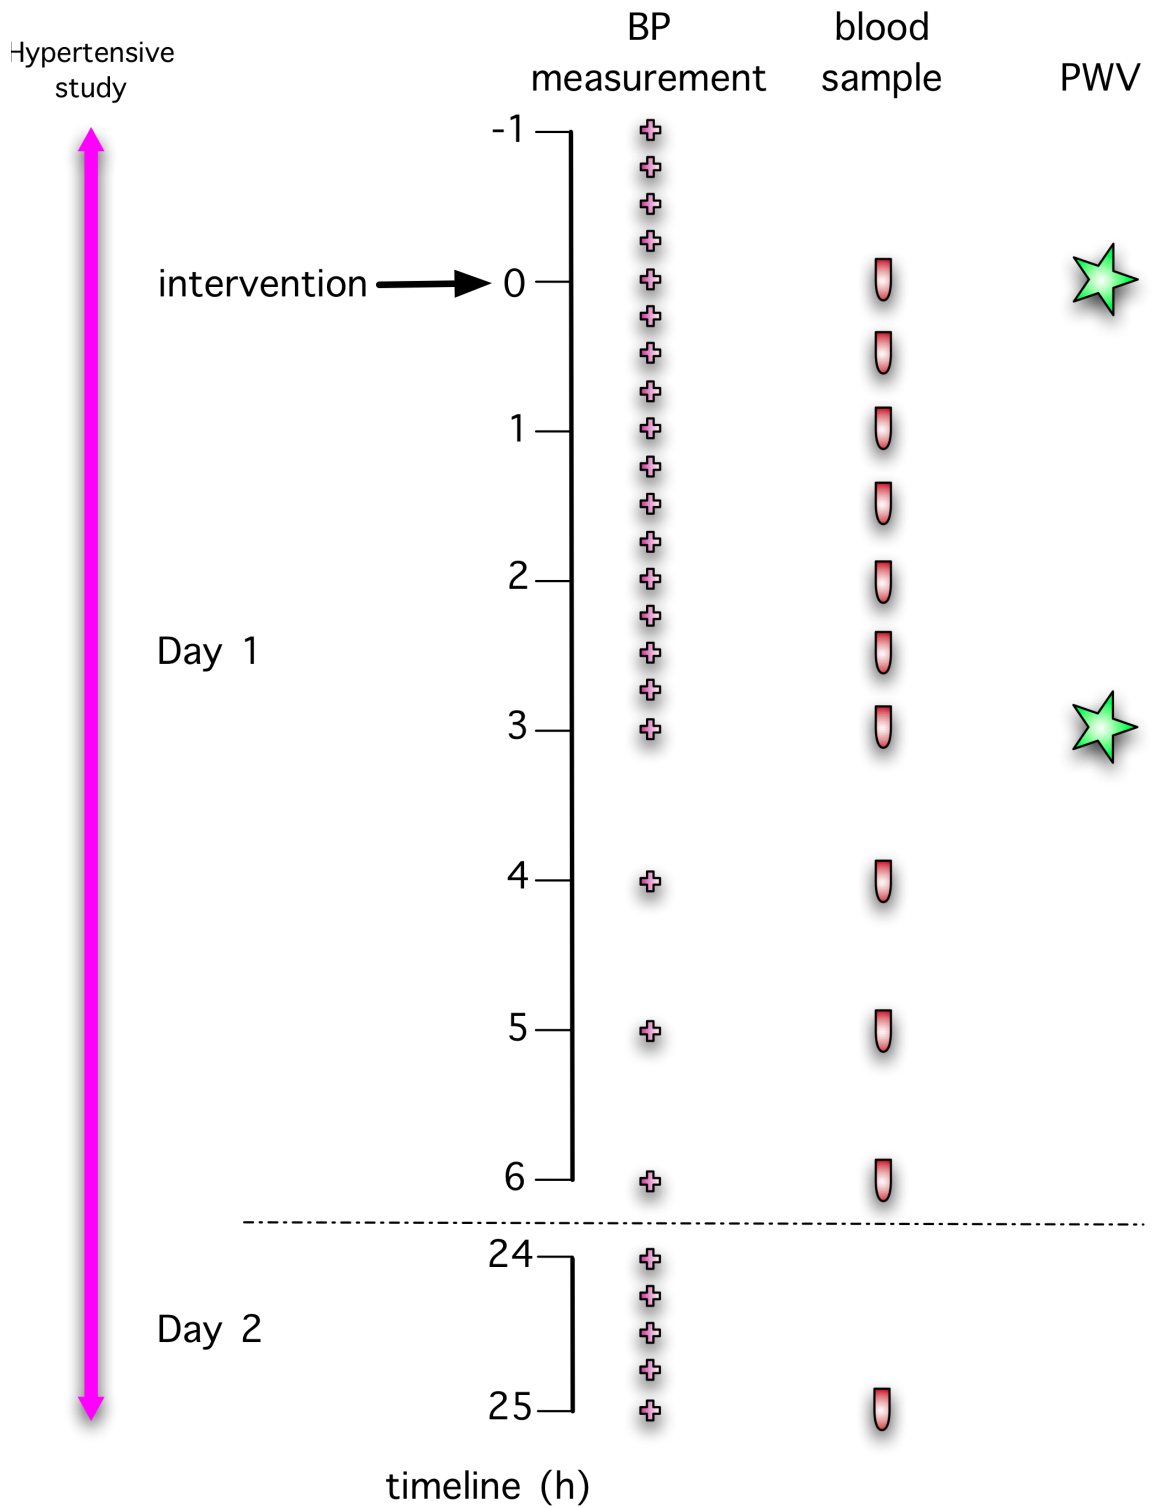 BP blood
Hypertensive
study
measurement sample PWV
-1
intervention 0
1
2
Day 1
3
4
5
6
24
Day 2
25
timeline (h)